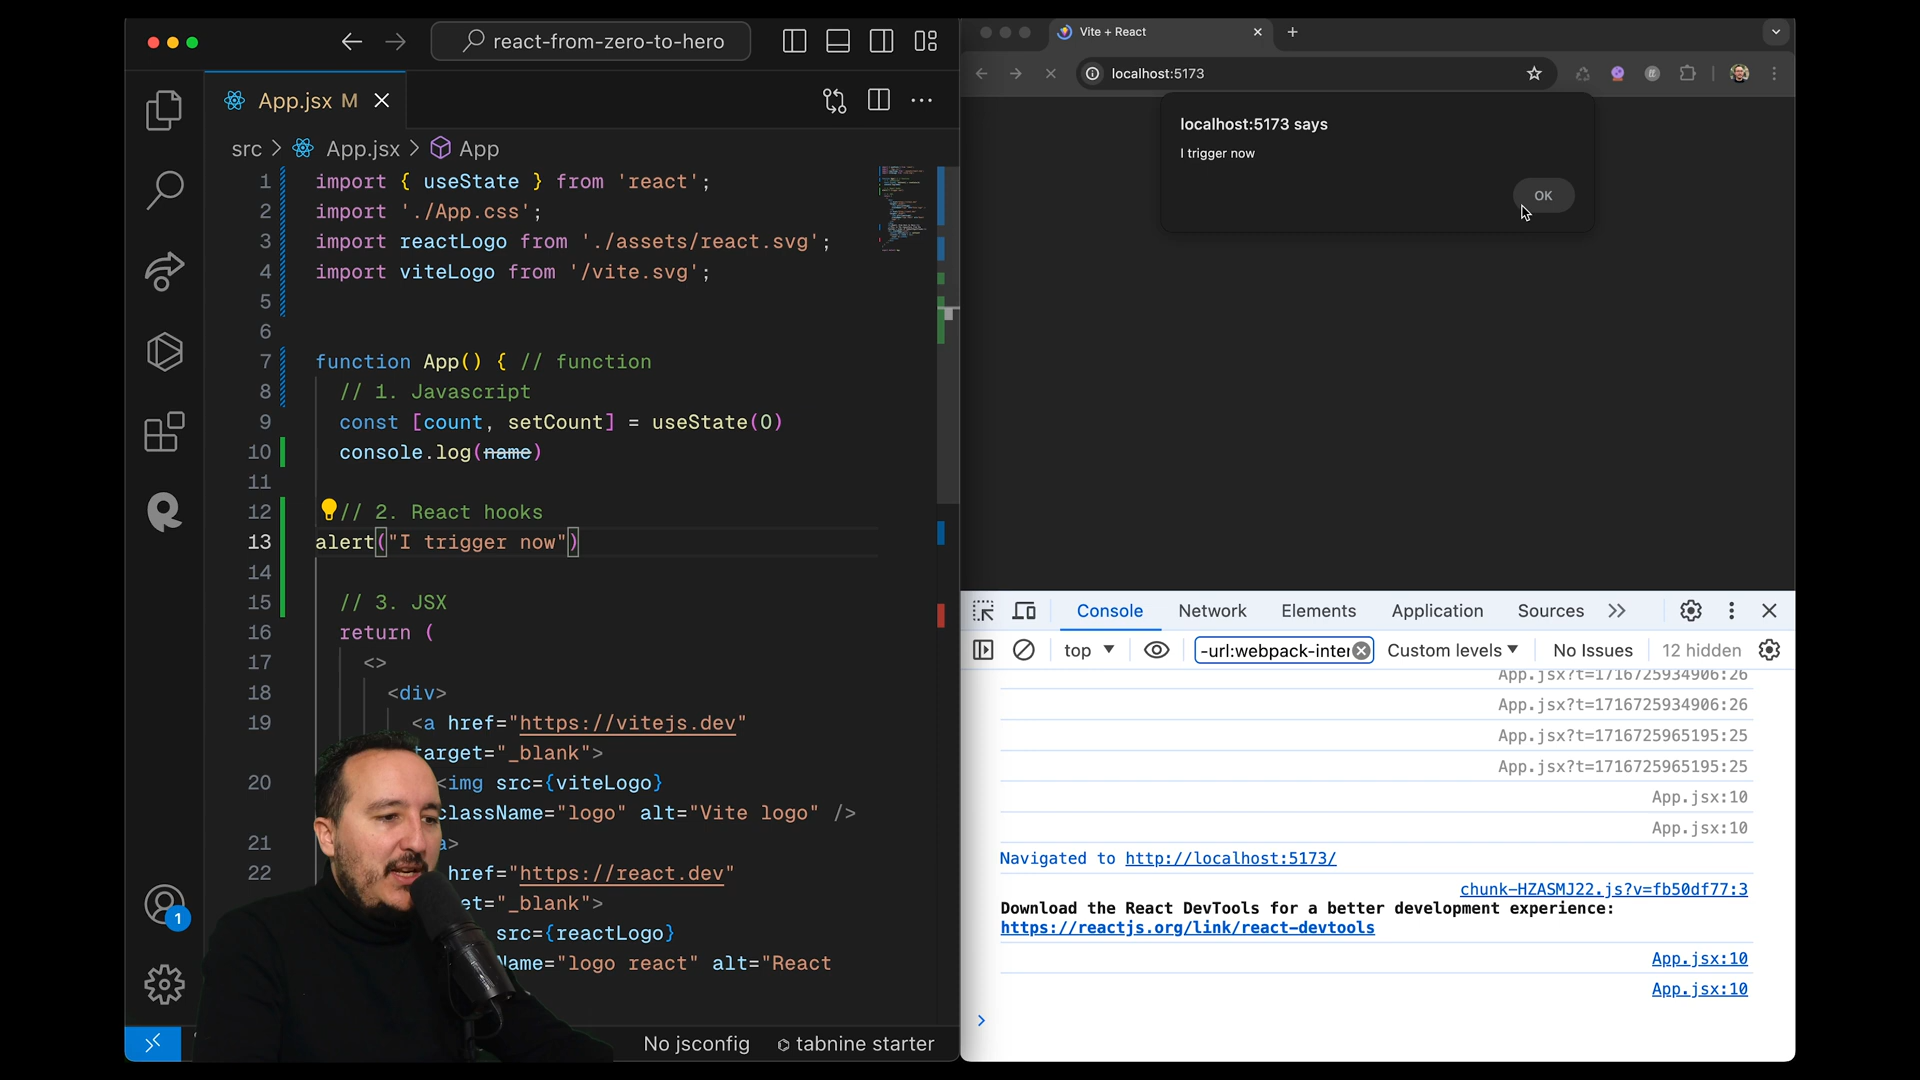 react-from-zero-to-hero
App.jsx M
src > App.jsx > App
1 import { useState } from 'react';
2 import './App.css';
3 import reactLogo from './assets/react.svg';
4 import viteLogo from '/vite.svg';
5
6
7 function App() { // function
8 // 1. Javascript
9 const [count, setCount] = useState(0)
10 console.log(name)
11
12 // 2. React hooks
13 alert("I trigger now")
14
15 // 3. JSX
16 return (
17 <>
18 <div>
19 <a href="https://vitejs.dev"
target="_blank">
20 <img src={viteLogo}
className="logo" alt="Vite logo" />
21 a>
22 href="https://react.dev"
et="_blank">
src={reactLogo}
Name="logo react" alt="React
1
No jsconfig tabnine starter
Vite + React
localhost:5173
localhost:5173 says
I trigger now
OK
Console Network Elements Application Sources
top -url:webpack-inter Custom levels No Issues 12 hidden
App.jsx?t=1716725934906:26
App.jsx?t=1716725934906:26
App.jsx?t=1716725965195:25
App.jsx?t=1716725965195:25
App.jsx:10
App.jsx:10
Navigated to http://localhost:5173/
chunk-HZASMJ22.js?v=fb50df77:3
Download the React DevTools for a better development experience:
https://reactjs.org/link/react-devtools
App.jsx:10
App.jsx:10